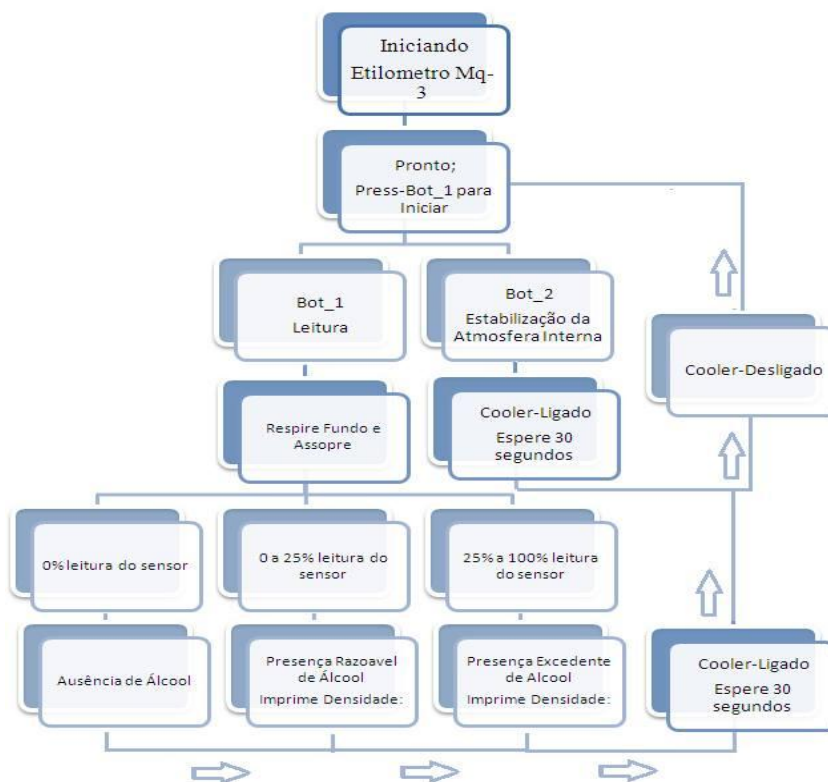 Iniciando
Etilometro Mq-
3
Pronto;
Press-Bot_1 para
Iniciar
Bot_1
Leitura
Bot_2
Estabilização da
Atmosfera Interna
Cooler-Desligado
Respire Fundo e
Assopre
Cooler-Ligado
Espere 30
segundos
0% leitura do sensor
0 a 25% leitura do
sensor
25% a 100% leitura
do sensor
Ausência de Álcool
Presença Razoavel
de Álcool
Imprime Densidade:
Presença Excedente
de Alcool
Imprime Densidade:
Cooler-Ligado
Espere 30
segundos